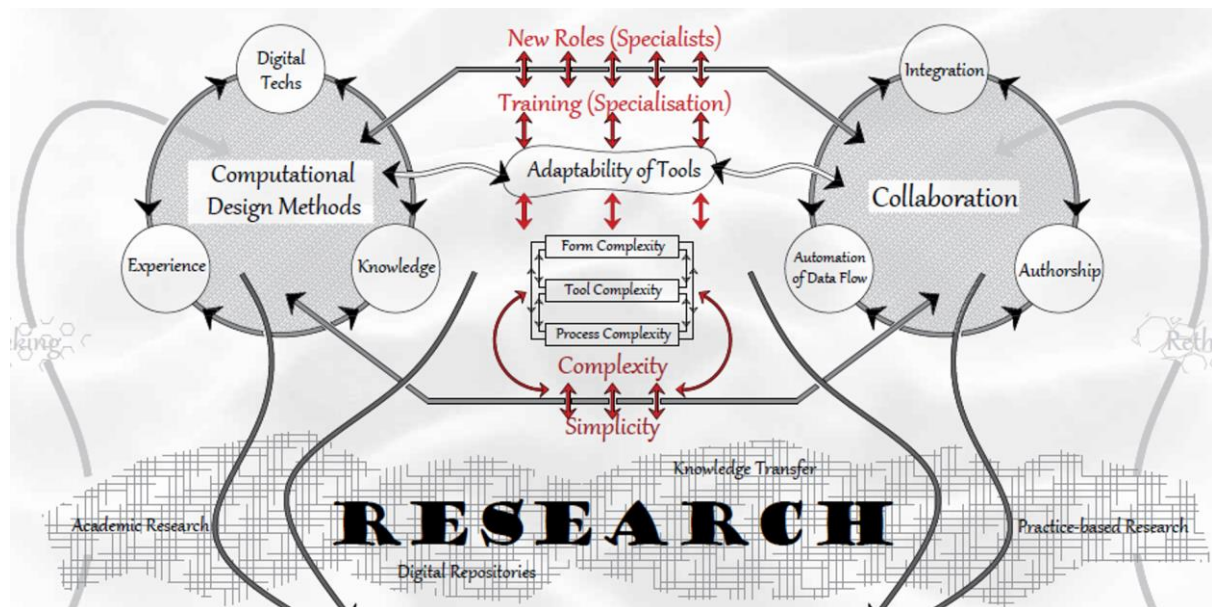 New Roles (Specialists)
Digital
Techs
Integration
Training (Specialisation)
Adaptability of Tools
Computational
Design Methods
Collaboration
Form Complexity
Experience
Knowledge
Automation
of Data Flow
Authorship
Tool Complexity
Process Complexity
eking
Reth
Complexity
Simplicity
Knowledge Transfer
Academic Research
RESEARCH
Practice-based Research
Digital Repositories